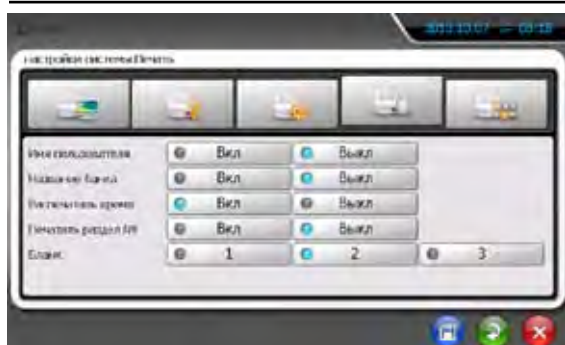 Настройки системы/Печать
Имя пользователя Вкл Выкл
Название банка Вкл Выкл
Распечатать время Вкл Выкл
Печатать раздел № Вкл Выкл
Бланк 1 2 3